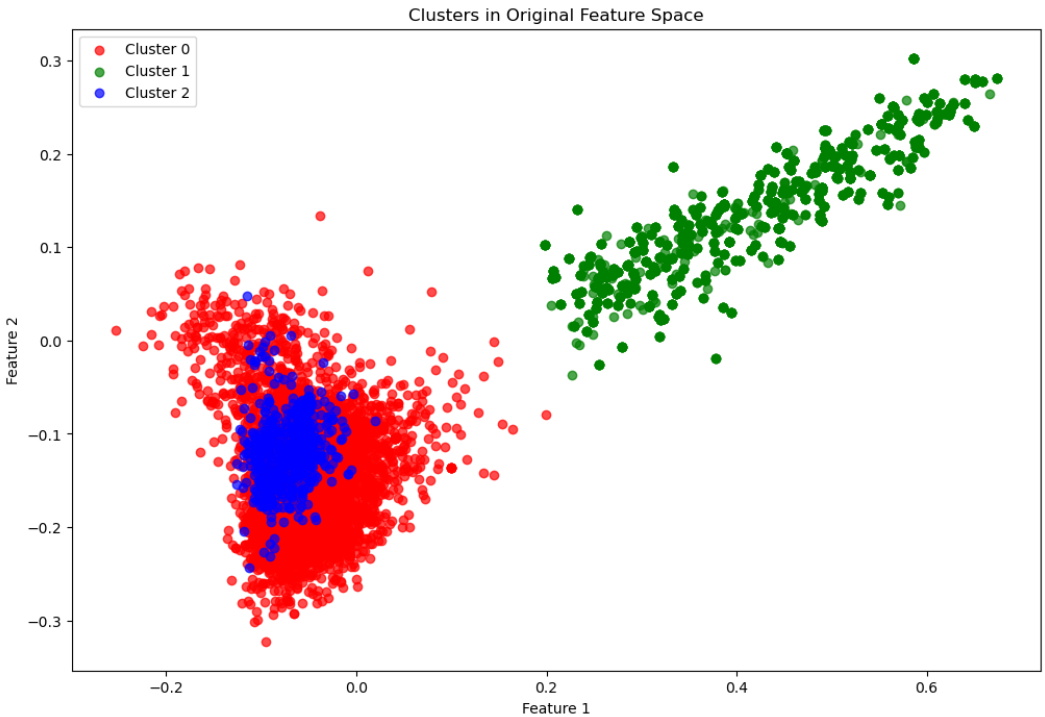 Clusters in Original Feature Space
Cluster 0
Cluster 1
Cluster 2
Feature 2
0.3
0.2
0.1
0.0
−0.1
−0.2
−0.3
−0.2
0.0
0.2
0.4
0.6
Feature 1